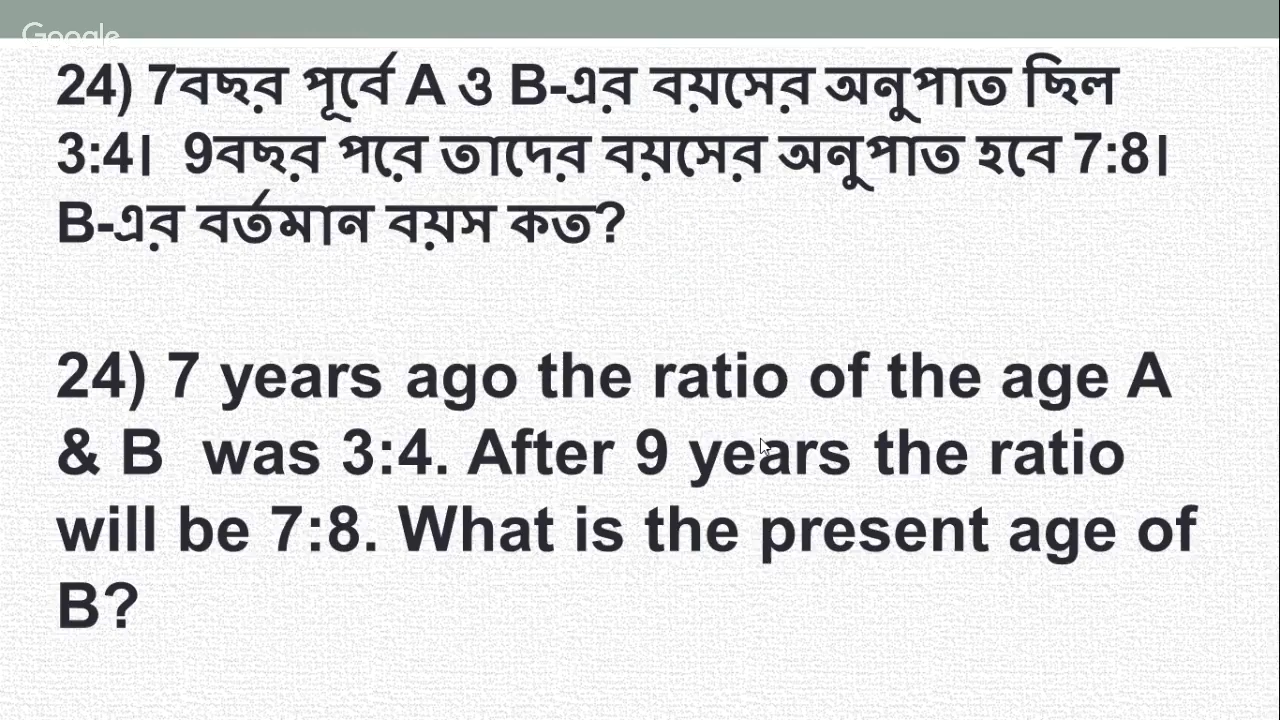 Google
24) 7বছর পূর্বে A ও B-এর বয়সের অনুপাত ছিল
3:4। 9বছর পরে তাদের বয়সের অনুপাত হবে 7:8।
B-এর বর্তমান বয়স কত?
24) 7 years ago the ratio of the age A
& B was 3:4. After 9 years the ratio
will be 7:8. What is the present age of
B?